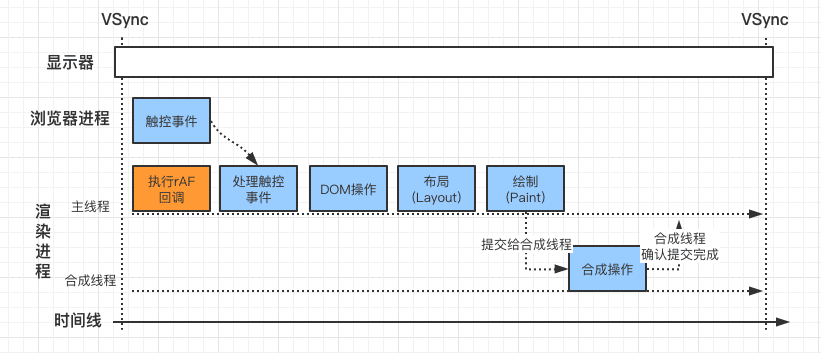 VSync
VSync
显示器
浏览器进程
触控事件
渲染进程
主线程
执行rAF
回调
处理触控
事件
DOM操作
布局
(Layout)
绘制
(Paint)
提交给合成线程
合成线程
确认提交完成
合成操作
合成线程
时间线